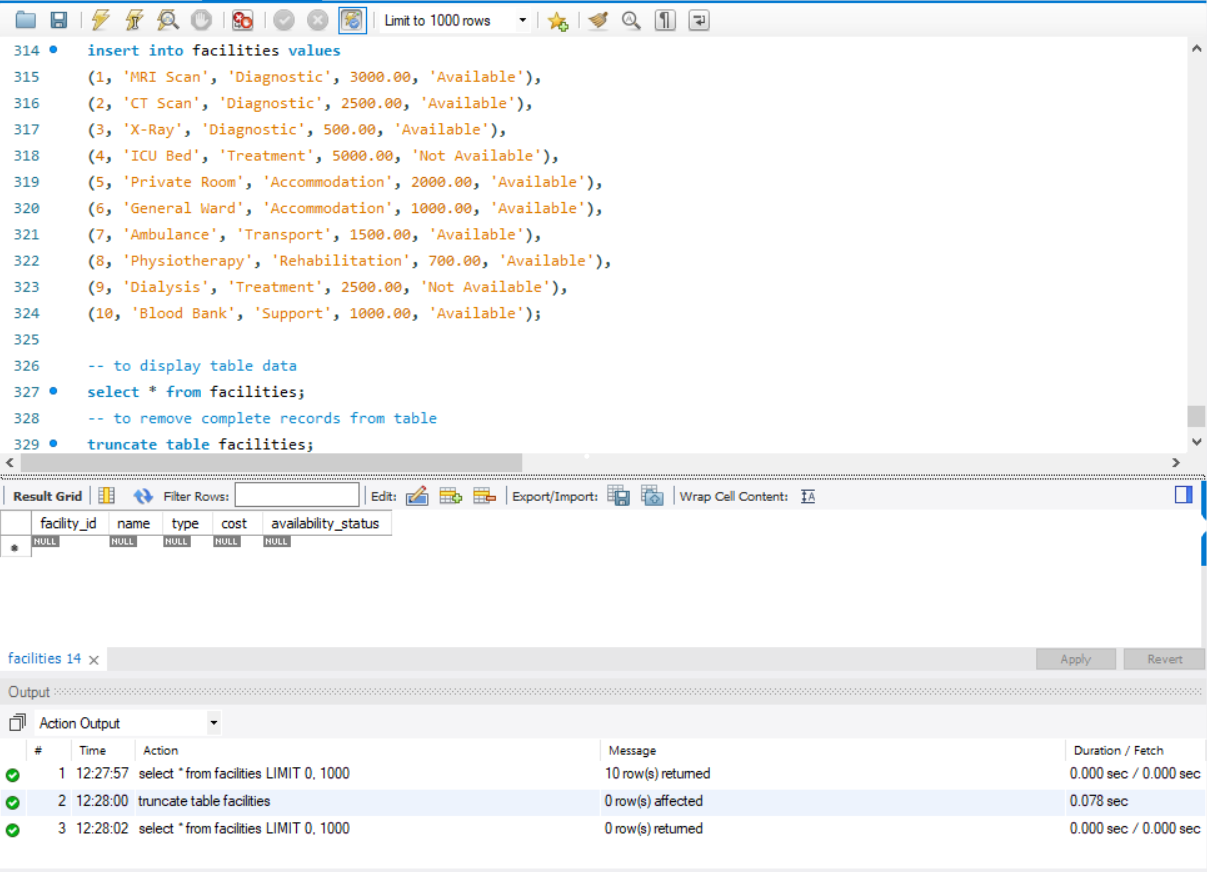 Limit to 1000 rows
314 insert into facilities values
315 (1, 'MRI Scan', 'Diagnostic', 3000.00, 'Available'),
316 (2, 'CT Scan', 'Diagnostic', 2500.00, 'Available'),
317 (3, 'X-Ray', 'Diagnostic', 500.00, 'Available'),
318 (4, 'ICU Bed', 'Treatment', 5000.00, 'Not Available'),
319 (5, 'Private Room', 'Accommodation', 2000.00, 'Available'),
320 (6, 'General Ward', 'Accommodation', 1000.00, 'Available'),
321 (7, 'Ambulance', 'Transport', 1500.00, 'Available'),
322 (8, 'Physiotherapy', 'Rehabilitation', 700.00, 'Available'),
323 (9, 'Dialysis', 'Treatment', 2500.00, 'Not Available'),
324 (10, 'Blood Bank', 'Support', 1000.00, 'Available');
325
326 -- to display table data
327 select * from facilities;
328 -- to remove complete records from table
329 truncate table facilities;
Result Grid Filter Rows: Edit: Export/Import: Wrap Cell Content: IA
facility_id name type cost availability_status
* NULL NULL NULL NULL NULL
facilities 14 × Apply Revert
Output
Action Output
# Time Action Message Duration / Fetch
1 12:27:57 select * from facilities LIMIT 0, 1000 10 row(s) returned 0.000 sec / 0.000 sec
2 12:28:00 truncate table facilities 0 row(s) affected 0.078 sec
3 12:28:02 select * from facilities LIMIT 0, 1000 0 row(s) returned 0.000 sec / 0.000 sec